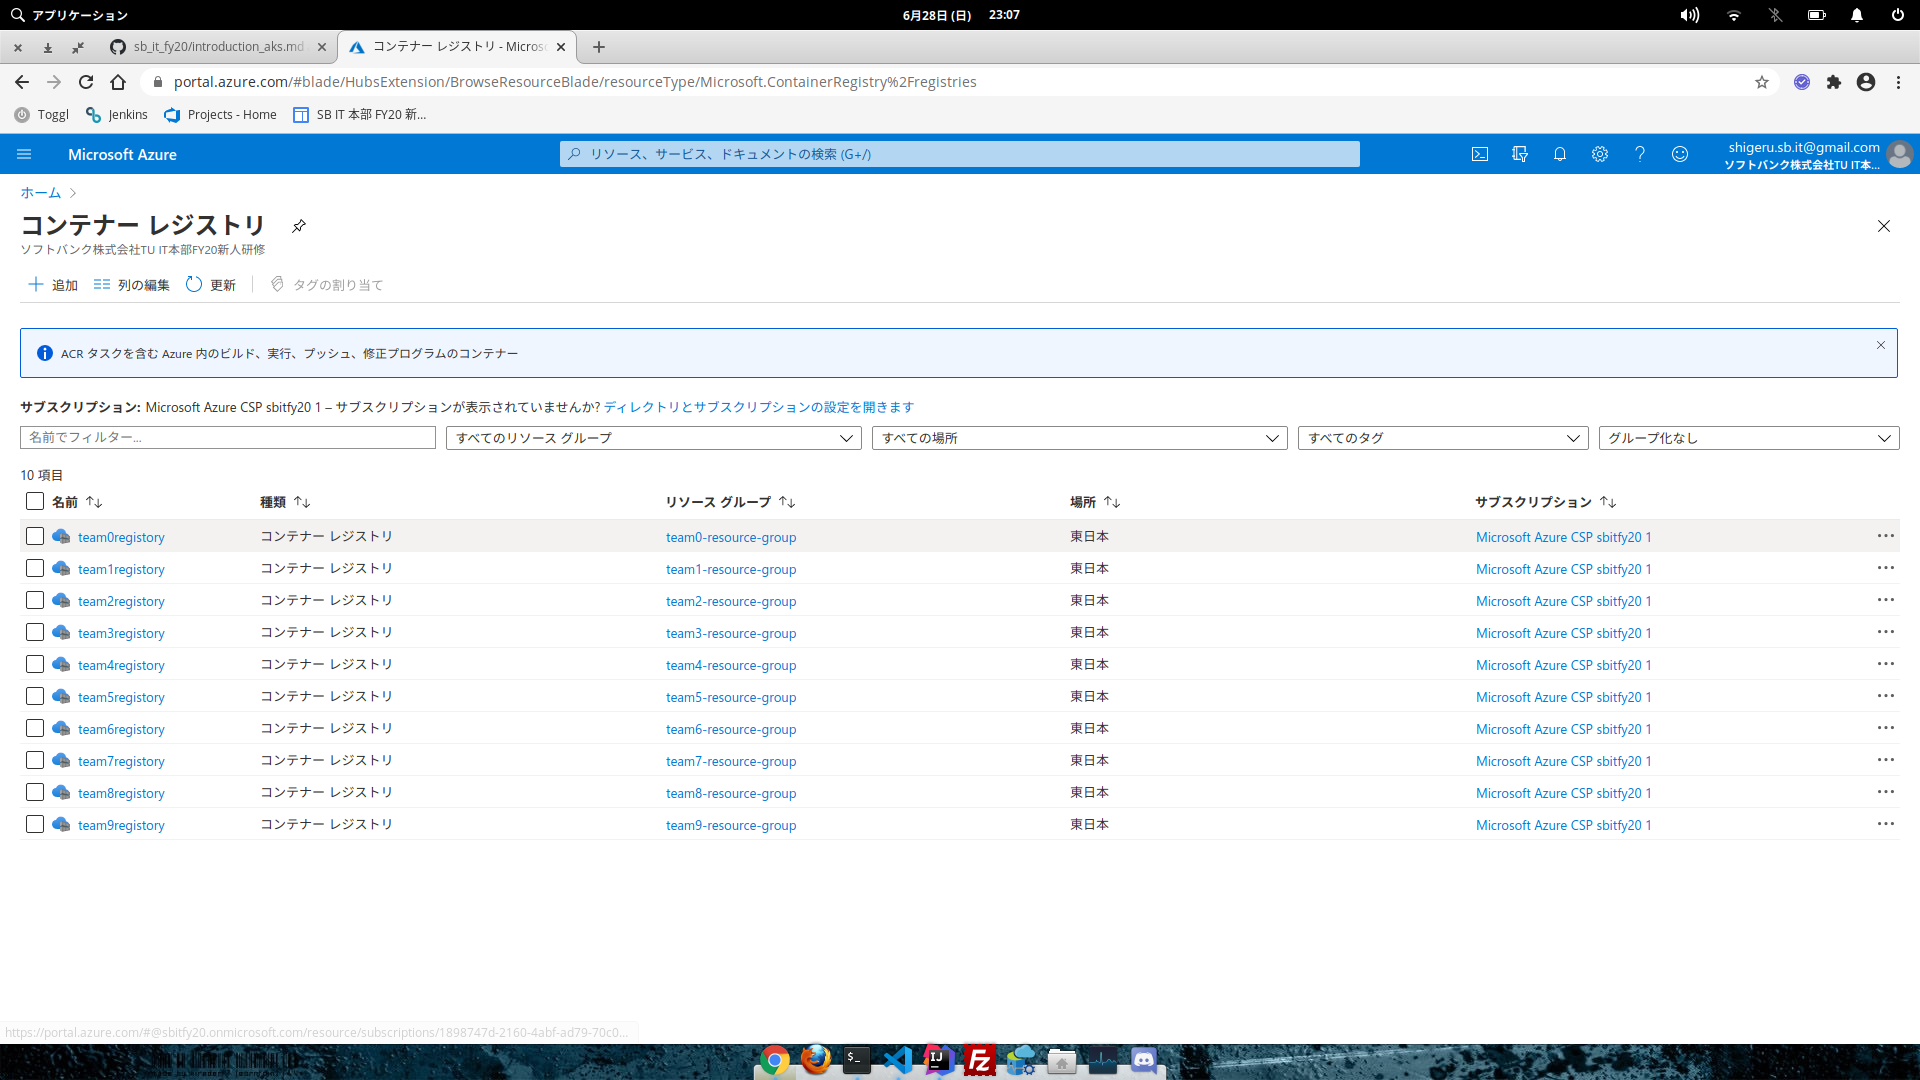 アプリケーション
6月28日 (日) 23:07
sb_it_fy20/introduction_aks.md
コンテナー レジストリ - Micros
portal.azure.com/#blade/HubsExtension/BrowseResourceBlade/resourceType/Microsoft.ContainerRegistry%2Fregistries
Toggl Jenkins Projects - Home SB IT 本部 FY20 新...
Microsoft Azure
リソース、サービス、ドキュメントの検索 (G+/)
shigeru.sb.it@gmail.com
ソフトバンク株式会社TU IT本...
ホーム
コンテナー レジストリ
ソフトバンク株式会社TU IT本部FY20新人研修
追加 列の編集 更新 タグの割り当て
ACR タスクを含む Azure 内のビルド、実行、プッシュ、修正プログラムのコンテナー
サブスクリプション: Microsoft Azure CSP sbitfy20 1 – サブスクリプションが表示されていませんか? ディレクトリとサブスクリプションの設定を開きます
名前でフィルター... すべてのリソース グループ すべての場所 すべてのタグ グループ化なし
10 項目
名前 種類 リソース グループ 場所 サブスクリプション
team0registory コンテナー レジストリ team0-resource-group 東日本 Microsoft Azure CSP sbitfy20 1
team1registory コンテナー レジストリ team1-resource-group 東日本 Microsoft Azure CSP sbitfy20 1
team2registory コンテナー レジストリ team2-resource-group 東日本 Microsoft Azure CSP sbitfy20 1
team3registory コンテナー レジストリ team3-resource-group 東日本 Microsoft Azure CSP sbitfy20 1
team4registory コンテナー レジストリ team4-resource-group 東日本 Microsoft Azure CSP sbitfy20 1
team5registory コンテナー レジストリ team5-resource-group 東日本 Microsoft Azure CSP sbitfy20 1
team6registory コンテナー レジストリ team6-resource-group 東日本 Microsoft Azure CSP sbitfy20 1
team7registory コンテナー レジストリ team7-resource-group 東日本 Microsoft Azure CSP sbitfy20 1
team8registory コンテナー レジストリ team8-resource-group 東日本 Microsoft Azure CSP sbitfy20 1
team9registory コンテナー レジストリ team9-resource-group 東日本 Microsoft Azure CSP sbitfy20 1
https://portal.azure.com/#@sbitfy20.onmicrosoft.com/resource/subscriptions/1898747d-2160-4abf-ad79-70c0...
$_
IJ
FZ